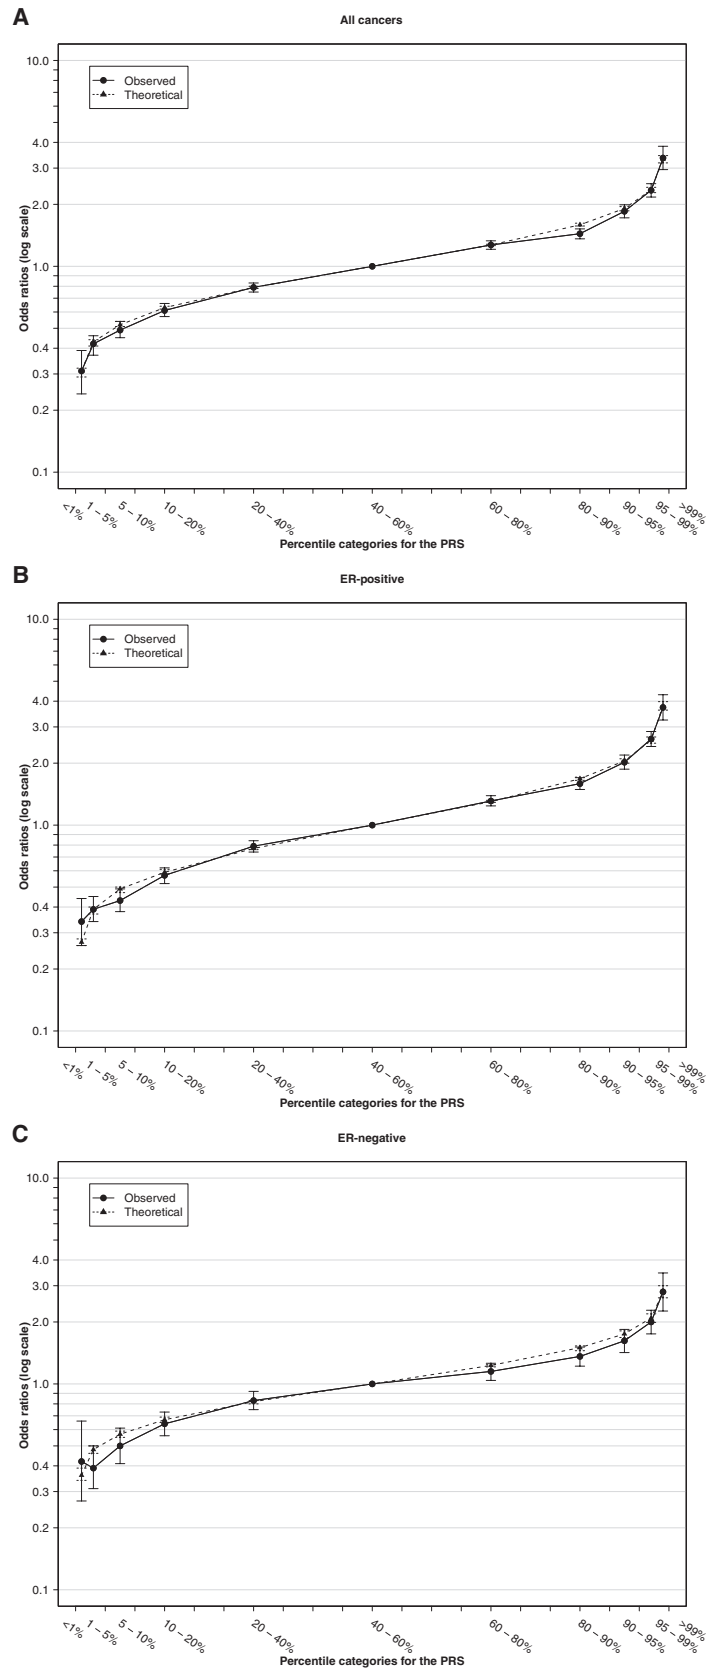 A
All cancers
10.0
4.0
3.0
2.0
1.0
0.4
0.3
0.2
0.1
Odds ratios (log scale)
Observed
Theoretical
<1%
1 – 5%
5 – 10%
10 – 20%
20 – 40%
40 – 60%
60 – 80%
80 – 90%
90 – 95%
95 – 99%
>99%
Percentile categories for the PRS
B
ER-positive
10.0
4.0
3.0
2.0
1.0
0.4
0.3
0.2
0.1
Odds ratios (log scale)
Observed
Theoretical
<1%
1 – 5%
5 – 10%
10 – 20%
20 – 40%
40 – 60%
60 – 80%
80 – 90%
90 – 95%
95 – 99%
>99%
Percentile categories for the PRS
C
ER-negative
10.0
4.0
3.0
2.0
1.0
0.4
0.3
0.2
0.1
Odds ratios (log scale)
Observed
Theoretical
<1%
1 – 5%
5 – 10%
10 – 20%
20 – 40%
40 – 60%
60 – 80%
80 – 90%
90 – 95%
95 – 99%
>99%
Percentile categories for the PRS